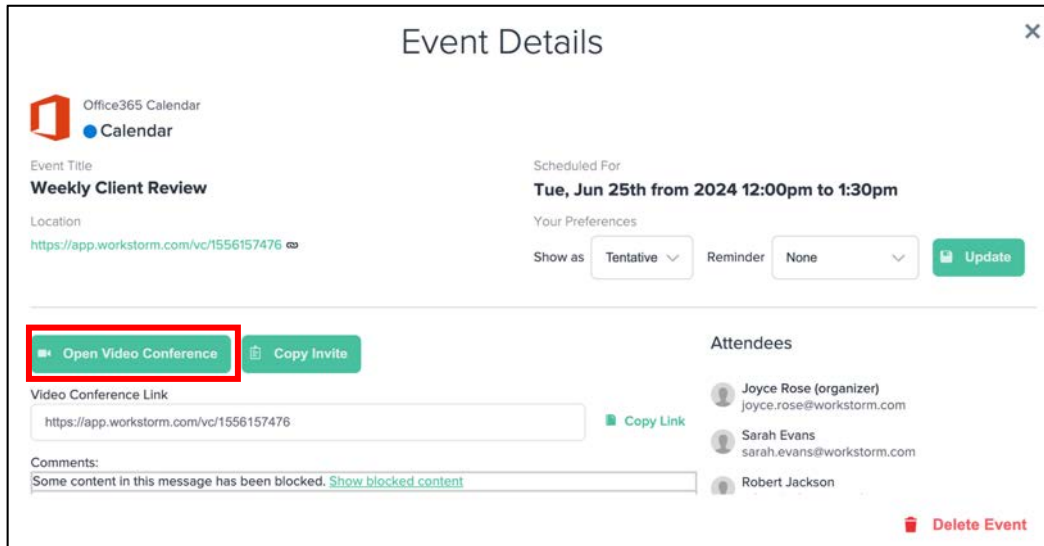 Event Details
Office365 Calendar
Calendar
Event Title
Weekly Client Review
Scheduled For
Tue, Jun 25th from 2024 12:00pm to 1:30pm
Location
https://app.workstorm.com/vc/1556157476
Your Preferences
Show as Tentative Reminder None Update
Open Video Conference Copy Invite
Attendees
Video Conference Link
https://app.workstorm.com/vc/1556157476 Copy Link
Joyce Rose (organizer)
joyce.rose@workstorm.com
Sarah Evans
sarah.evans@workstorm.com
Comments:
Some content in this message has been blocked. Show blocked content
Robert Jackson
Delete Event